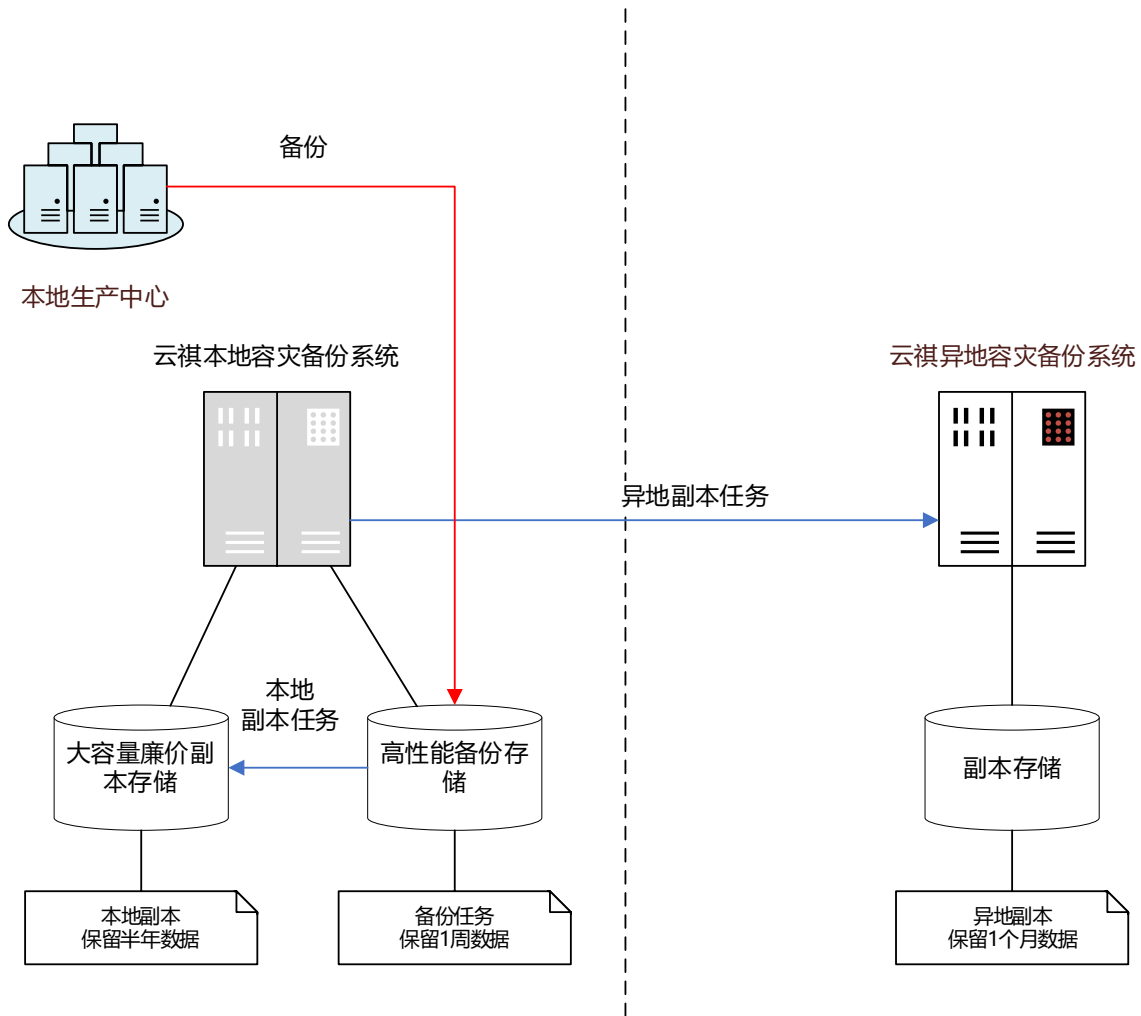 备份
本地生产中心
云祺本地容灾备份系统
云祺异地容灾备份系统
异地副本任务
本地
副本任务
大容量廉价副
本存储
高性能备份存
储
副本存储
本地副本
保留半年数据
备份任务
保留1周数据
异地副本
保留1个月数据